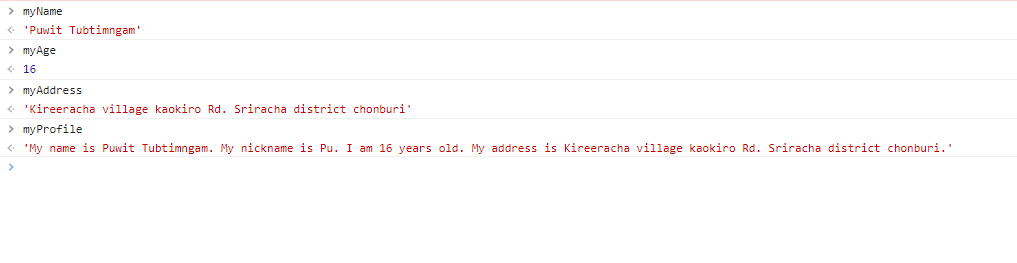 myName
'Puwit Tubtimngam'
myAge
16
myAddress
'Kireeracha village kaokiro Rd. Sriracha district chonburi'
myProfile
'My name is Puwit Tubtimngam. My nickname is Pu. I am 16 years old. My address is Kireeracha village kaokiro Rd. Sriracha district chonburi.'